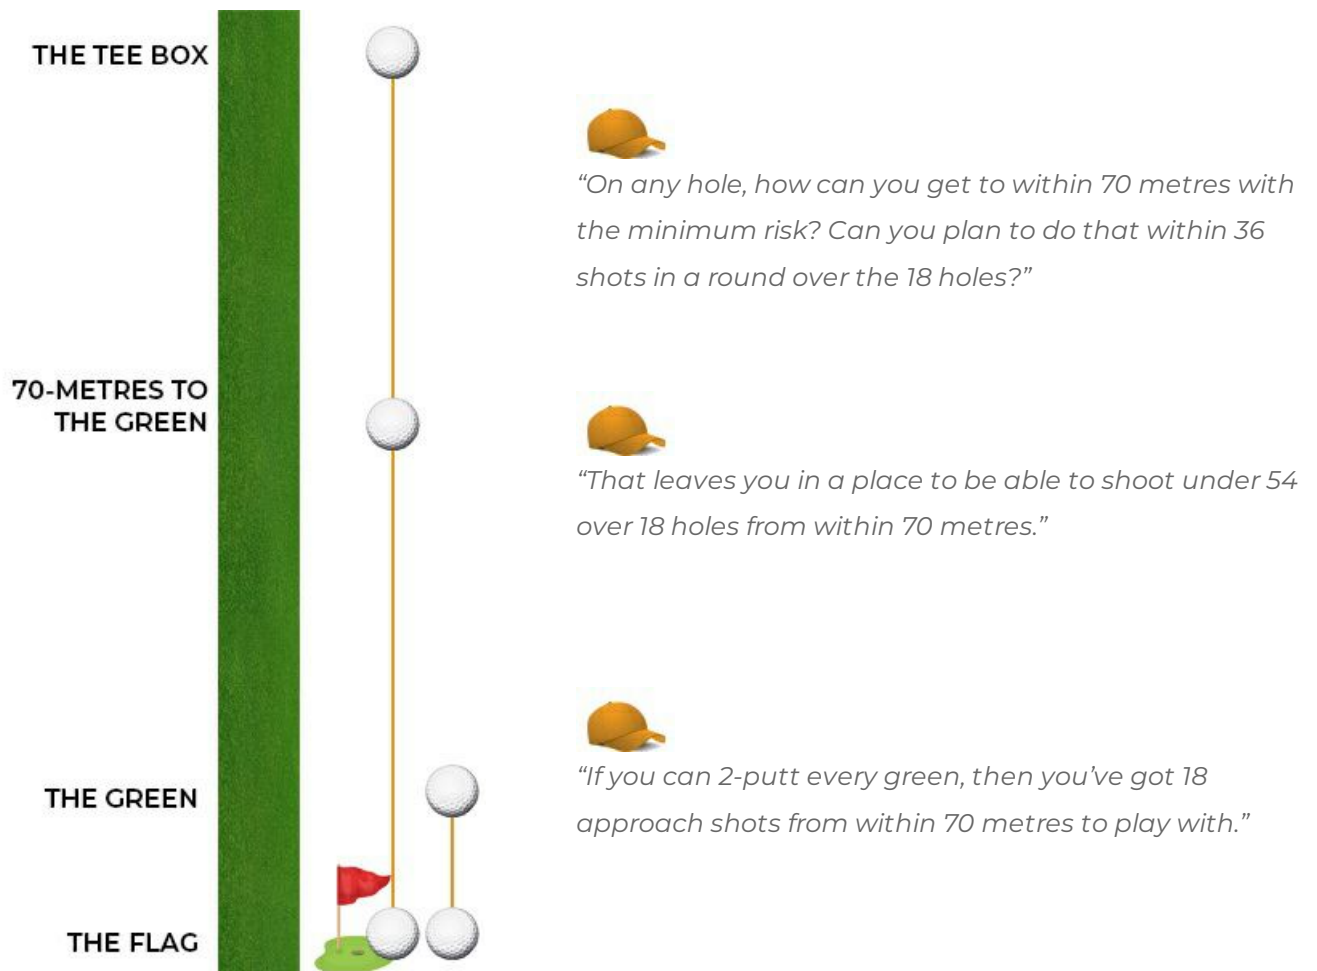 THE TEE BOX
“On any hole, how can you get to within 70 metres with
the minimum risk? Can you plan to do that within 36
shots in a round over the 18 holes?”
70-METRES TO
THE GREEN
“That leaves you in a place to be able to shoot under 54
over 18 holes from within 70 metres.”
THE GREEN
“If you can 2-putt every green, then you’ve got 18
approach shots from within 70 metres to play with.”
THE FLAG